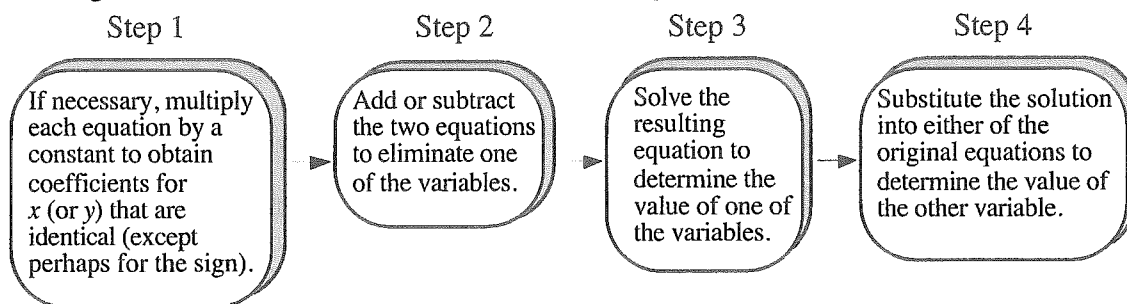 Step 1
If necessary, multiply
each equation by a
constant to obtain
coefficients for
x (or y) that are
identical (except
perhaps for the sign).
Step 2
Add or subtract
the two equations
to eliminate one
of the variables.
Step 3
Solve the
resulting
equation to
determine the
value of one of
the variables.
Step 4
Substitute the solution
into either of the
original equations to
determine the value of
the other variable.